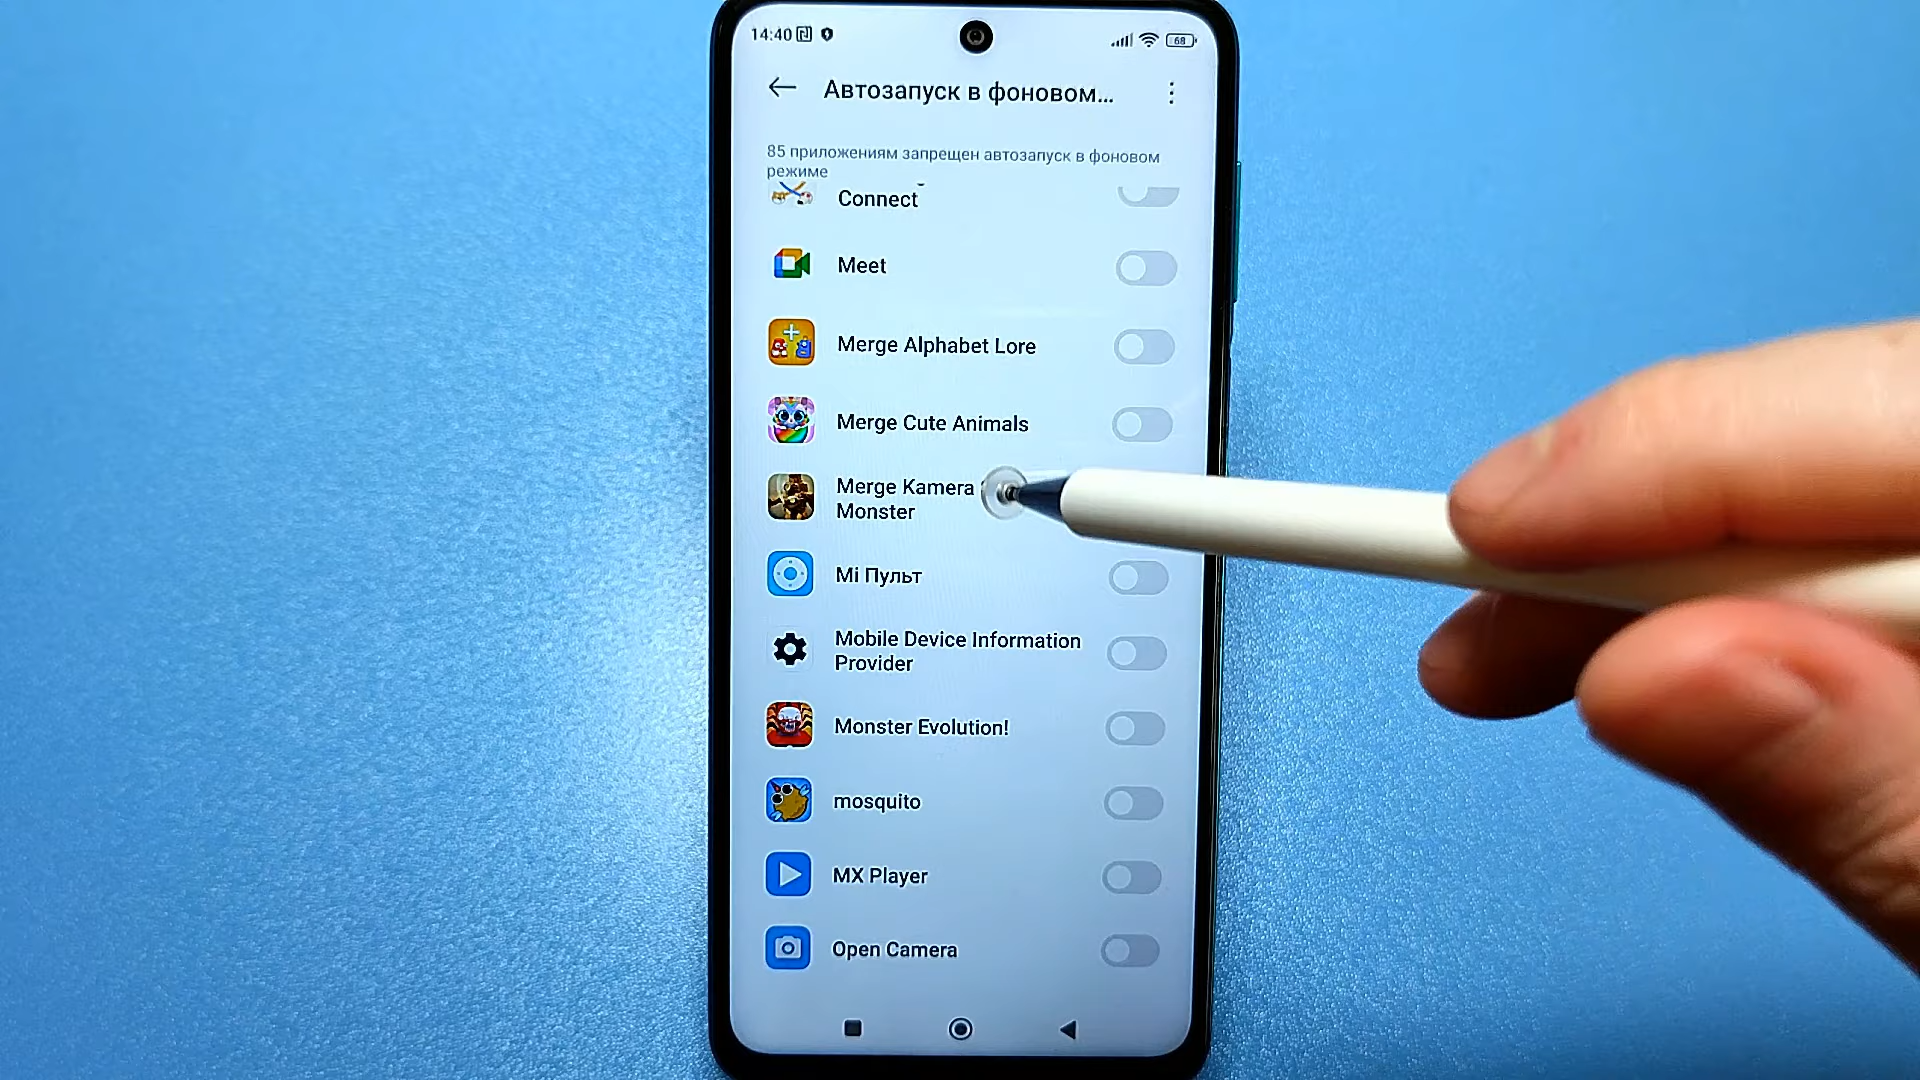 14:40
68
Автозапуск в фоновом...
85 приложениям запрещен автозапуск в фоновом
режиме
Connect
Meet
Merge Alphabet Lore
Merge Cute Animals
Merge Kamera
Monster
Mi Пульт
Mobile Device Information
Provider
Monster Evolution!
mosquito
MX Player
Open Camera